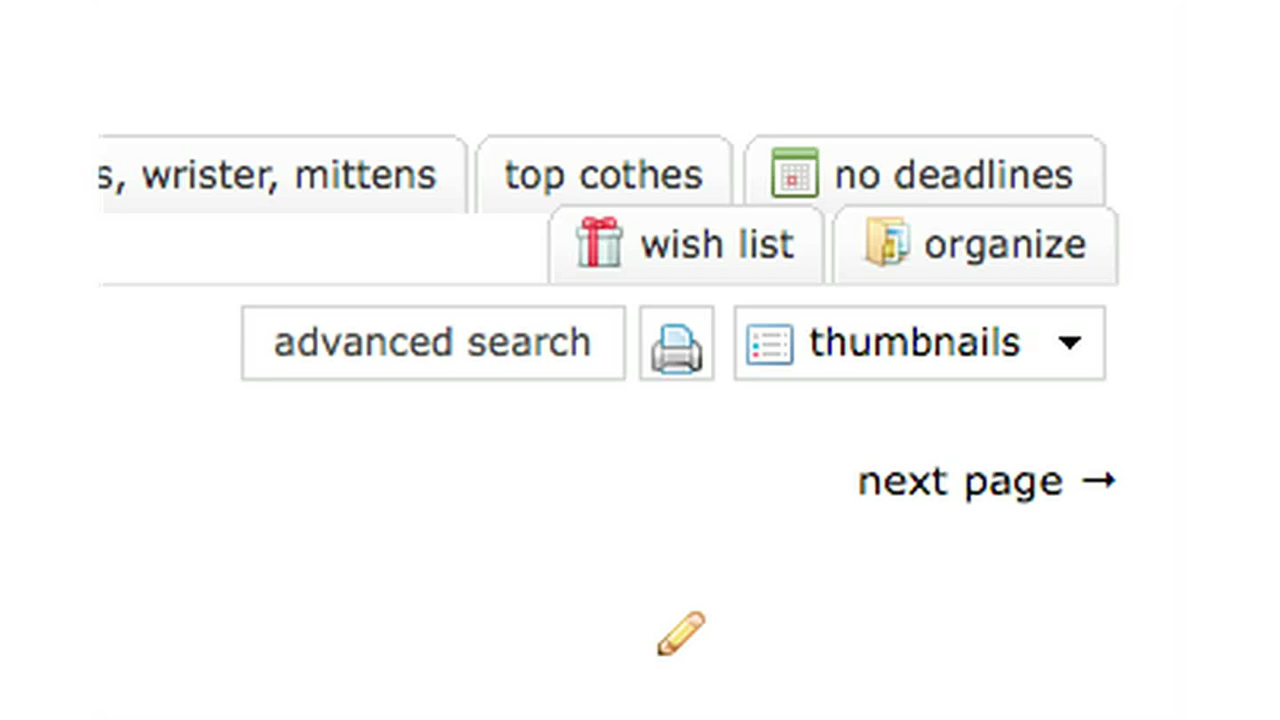 s, wrister, mittens top cothes no deadlines
wish list organize
advanced search thumbnails
next page →